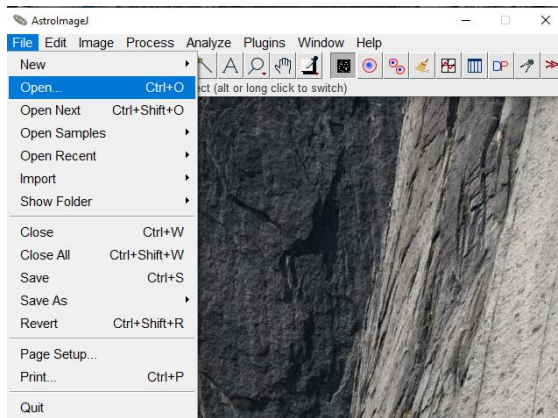 AstroImageJ
File Edit Image Process Analyze Plugins Window Help
DP
ect (alt or long click to switch)
New
Open... Ctrl+O
Open Next Ctrl+Shift+O
Open Samples
Open Recent
Import
Show Folder
Close Ctrl+W
Close All Ctrl+Shift+W
Save Ctrl+S
Save As
Revert Ctrl+Shift+R
Page Setup...
Print... Ctrl+P
Quit